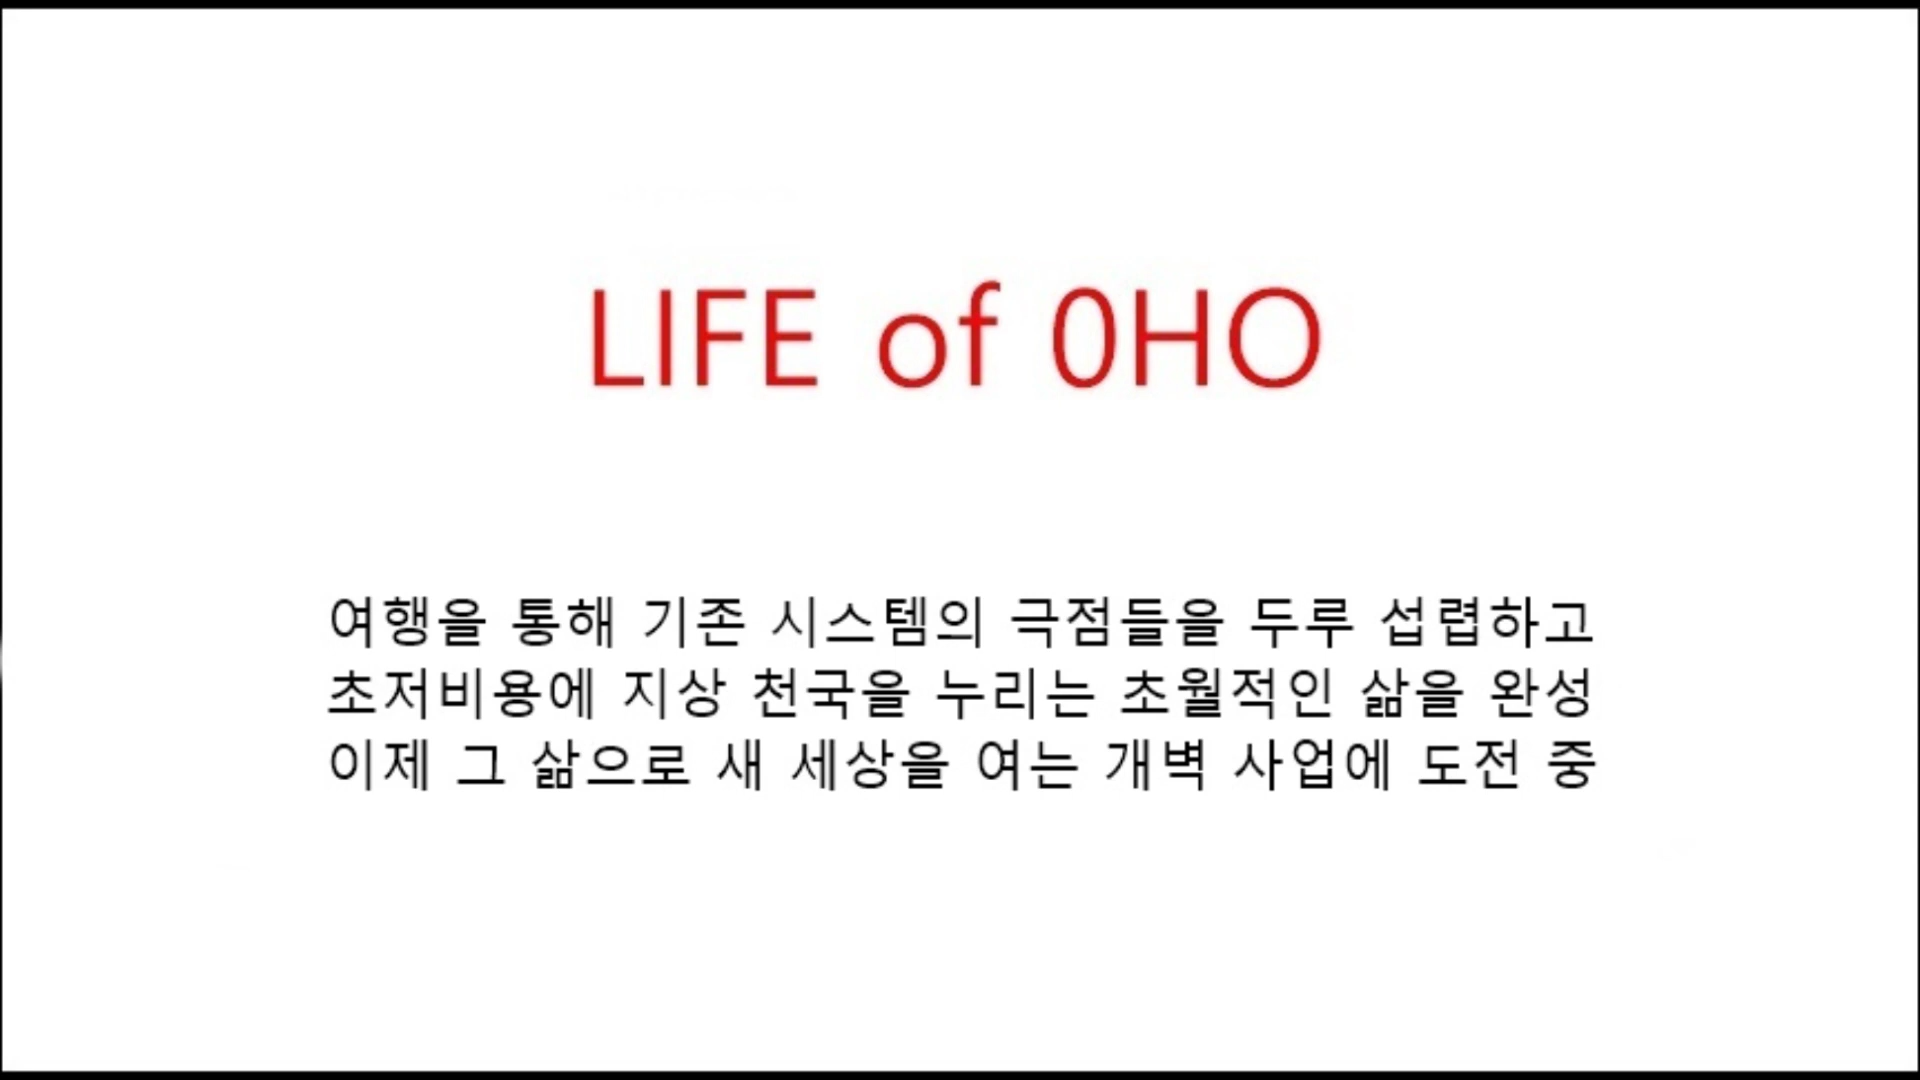 LIFE of 0HO
여행을 통해 기존 시스템의 극점들을 두루 섭렵하고
초저비용에 지상 천국을 누리는 초월적인 삶을 완성
이제 그 삶으로 새 세상을 여는 개벽 사업에 도전 중